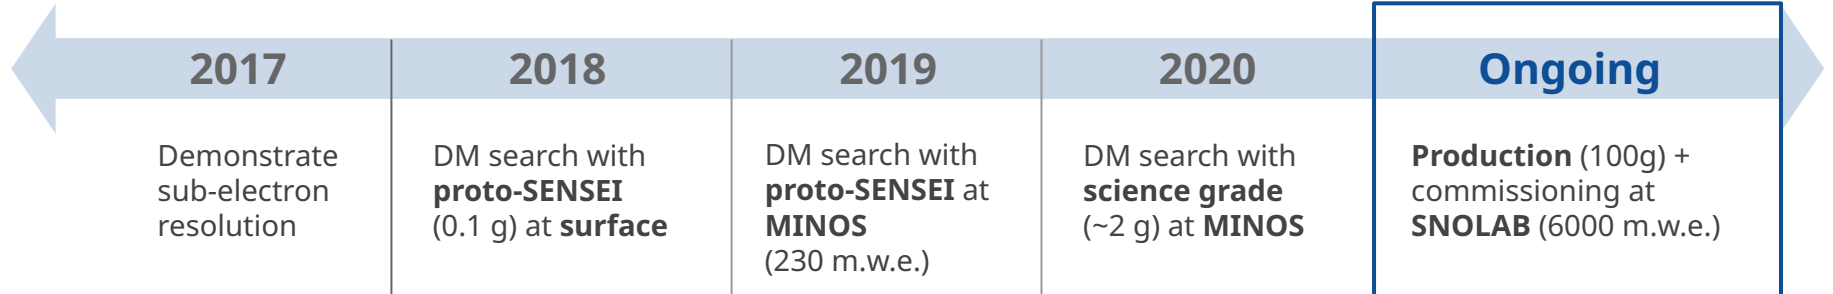 2017
Demonstrate
sub-electron
resolution
2018
DM search with
proto-SENSEI
(0.1 g) at surface
2019
DM search with
proto-SENSEI at
MINOS
(230 m.w.e.)
2020
DM search with
science grade
(~2 g) at MINOS
Ongoing
Production (100g) +
commissioning at
SNOLAB (6000 m.w.e.)